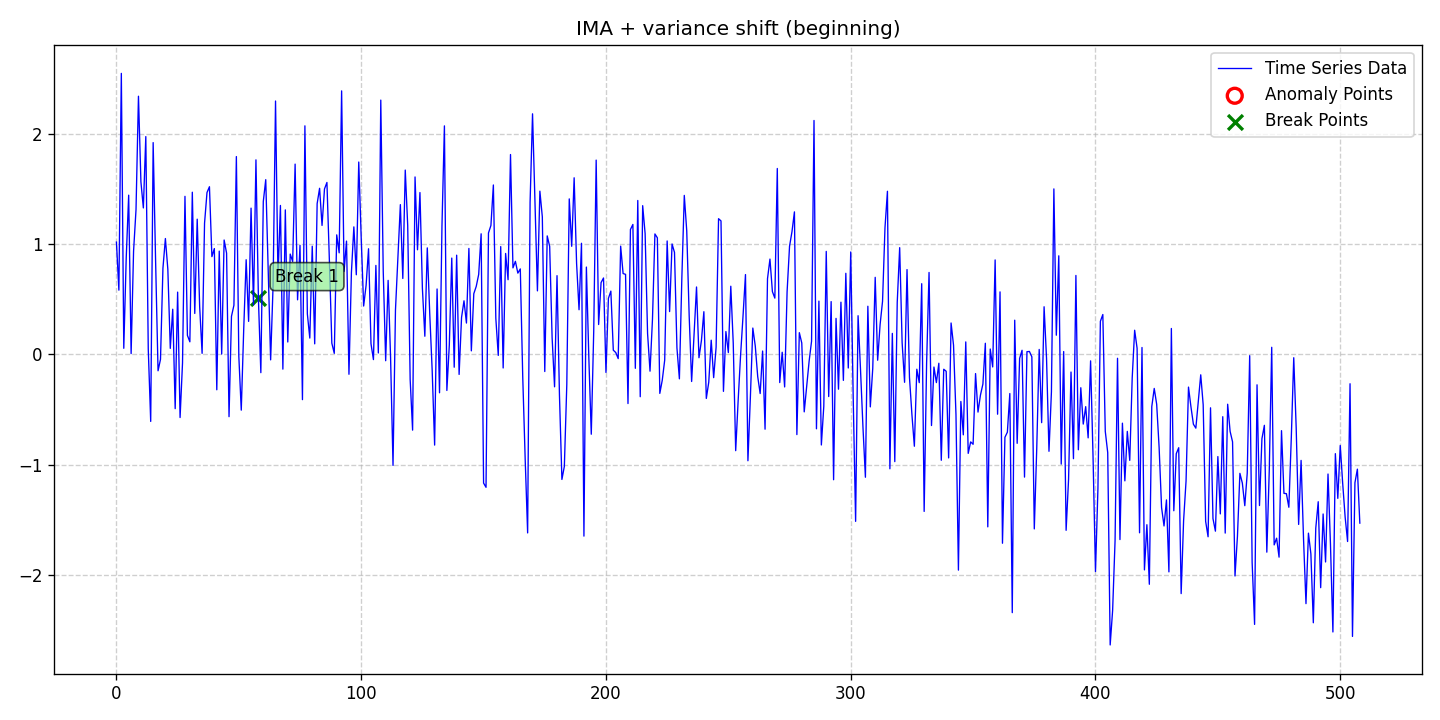 IMA + variance shift (beginning)
Time Series Data
Anomaly Points
Break Points
Break 1
2
1
0
−1
−2
0
100
200
300
400
500